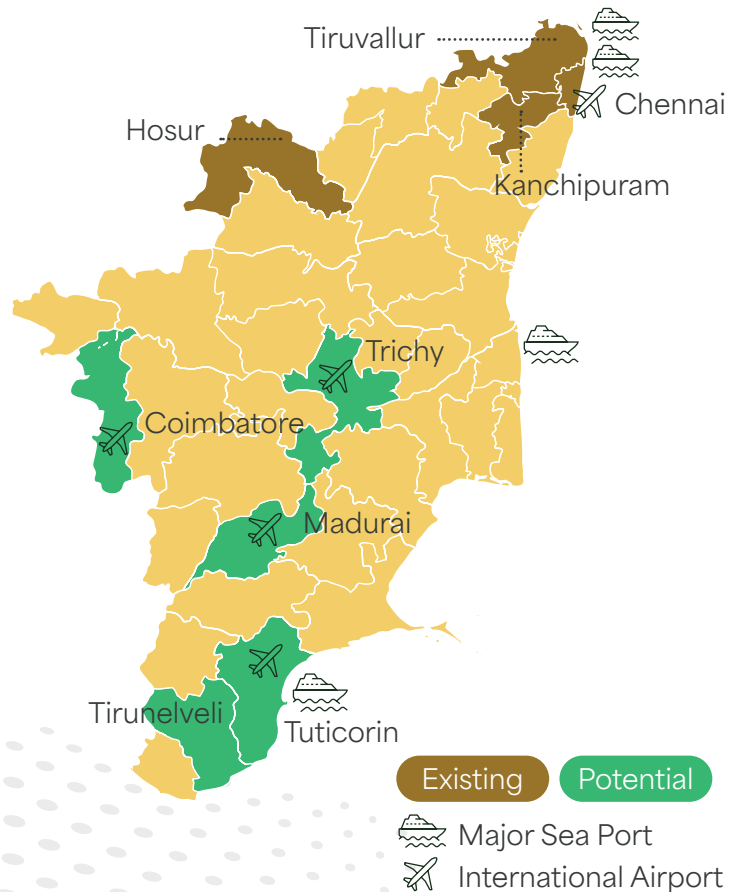 Tiruvallur
Chennai
Hosur
Kanchipuram
Trichy
Coimbatore
Madurai
Tirunelveli
Tuticorin
Existing
Potential
Major Sea Port
International Airport